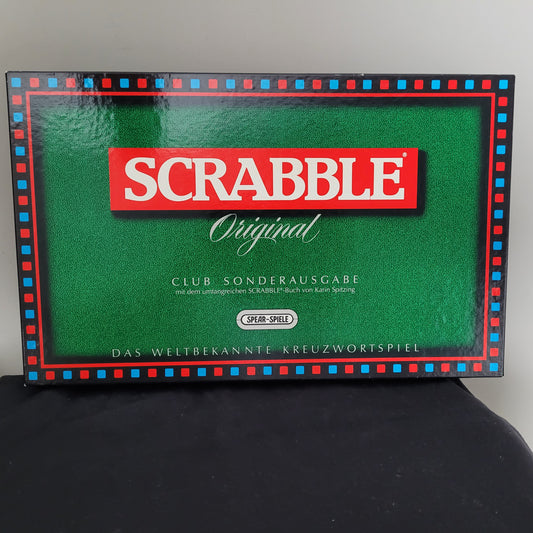 SCRABBLE®
Original
CLUB SONDERAUSGABE
mit dem umfangreichen SCRABBLE®-Buch von Karin Spitzing
SPEAR-SPIELE
DAS WELTBEKANNTE KREUZWORTSPIEL